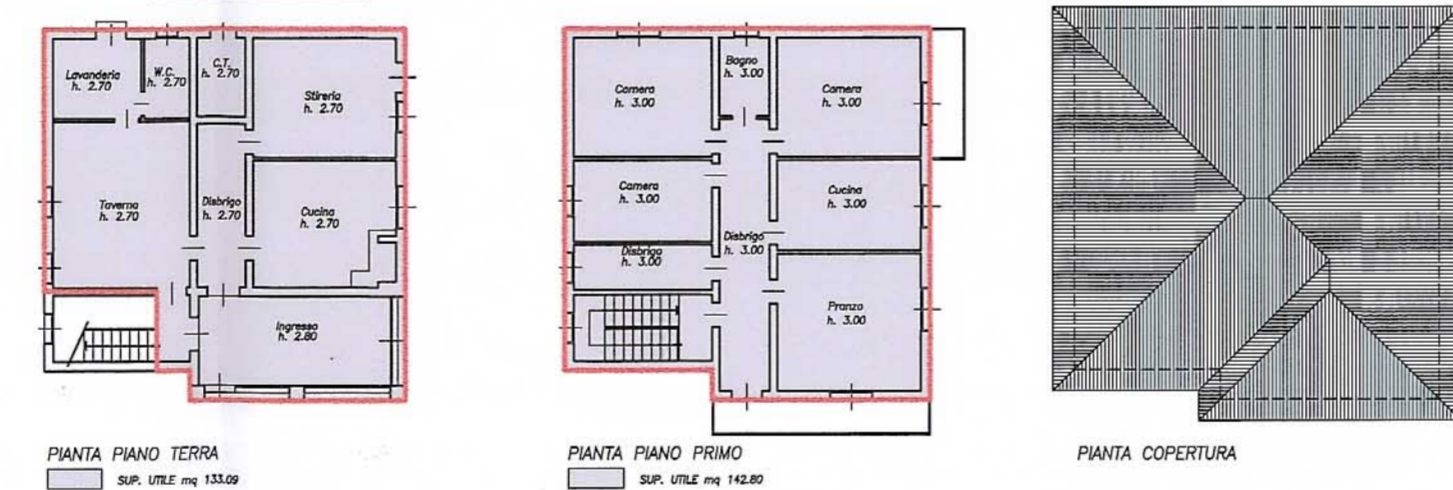 Lavanderia
h. 2.70
W.C.
h. 2.70
C.T.
h. 2.70
Stireria
h. 2.70
Taverna
h. 2.70
Disbrigo
h. 2.70
Cucina
h. 2.70
Ingresso
h. 2.80
PIANTA PIANO TERRA
SUP. UTILE mq 133.09
Camera
h. 3.00
Bagno
h. 3.00
Camera
h. 3.00
Camera
h. 3.00
Cucina
h. 3.00
Disbrigo
h. 3.00
Disbrigo
h. 3.00
Pranzo
h. 3.00
PIANTA PIANO PRIMO
SUP. UTILE mq 142.80
PIANTA COPERTURA